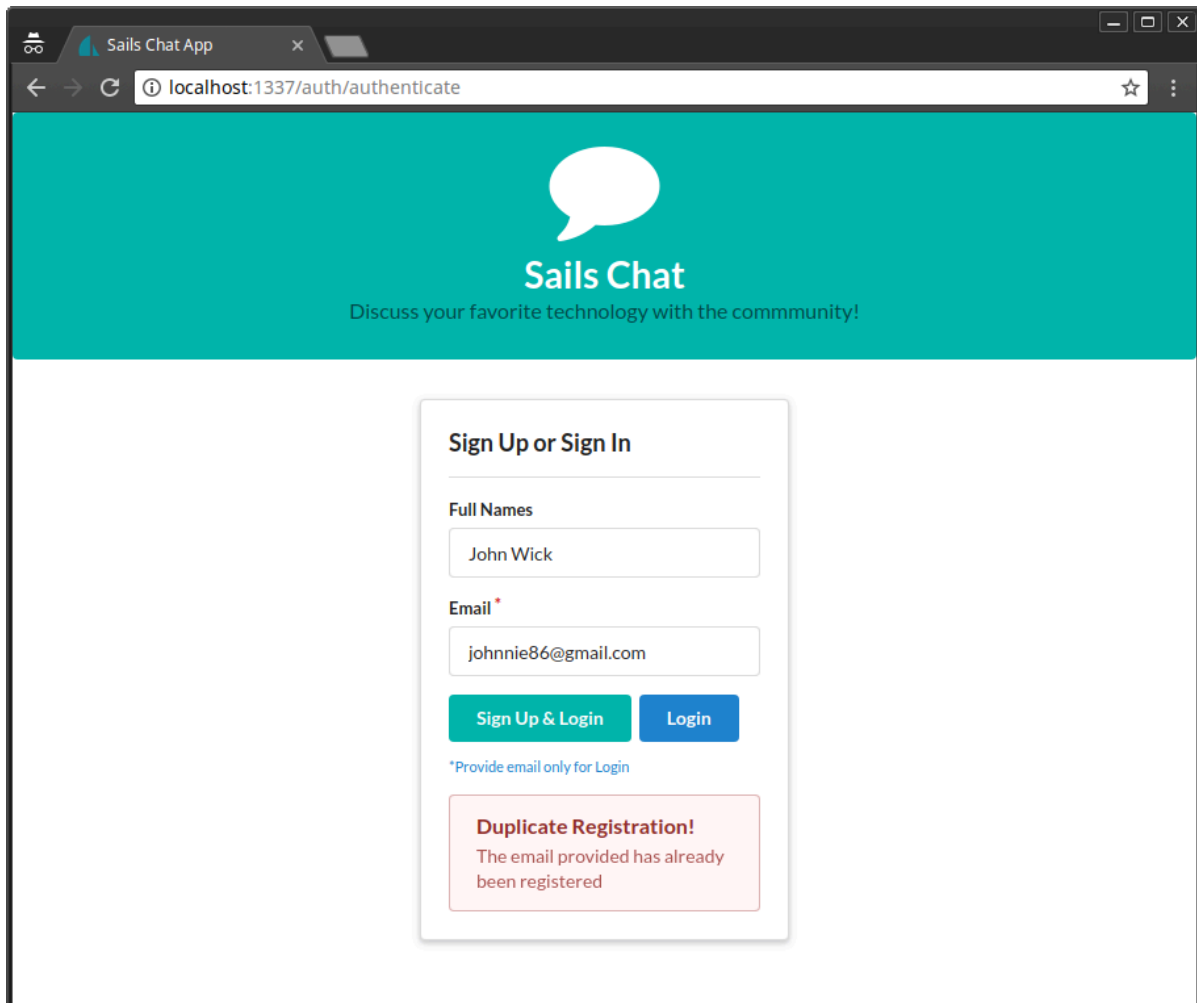 Sails Chat App
localhost:1337/auth/authenticate
Sails Chat
Discuss your favorite technology with the commmunity!
Sign Up or Sign In
Full Names
John Wick
Email *
johnnie86@gmail.com
Sign Up & Login Login
*Provide email only for Login
Duplicate Registration!
The email provided has already
been registered